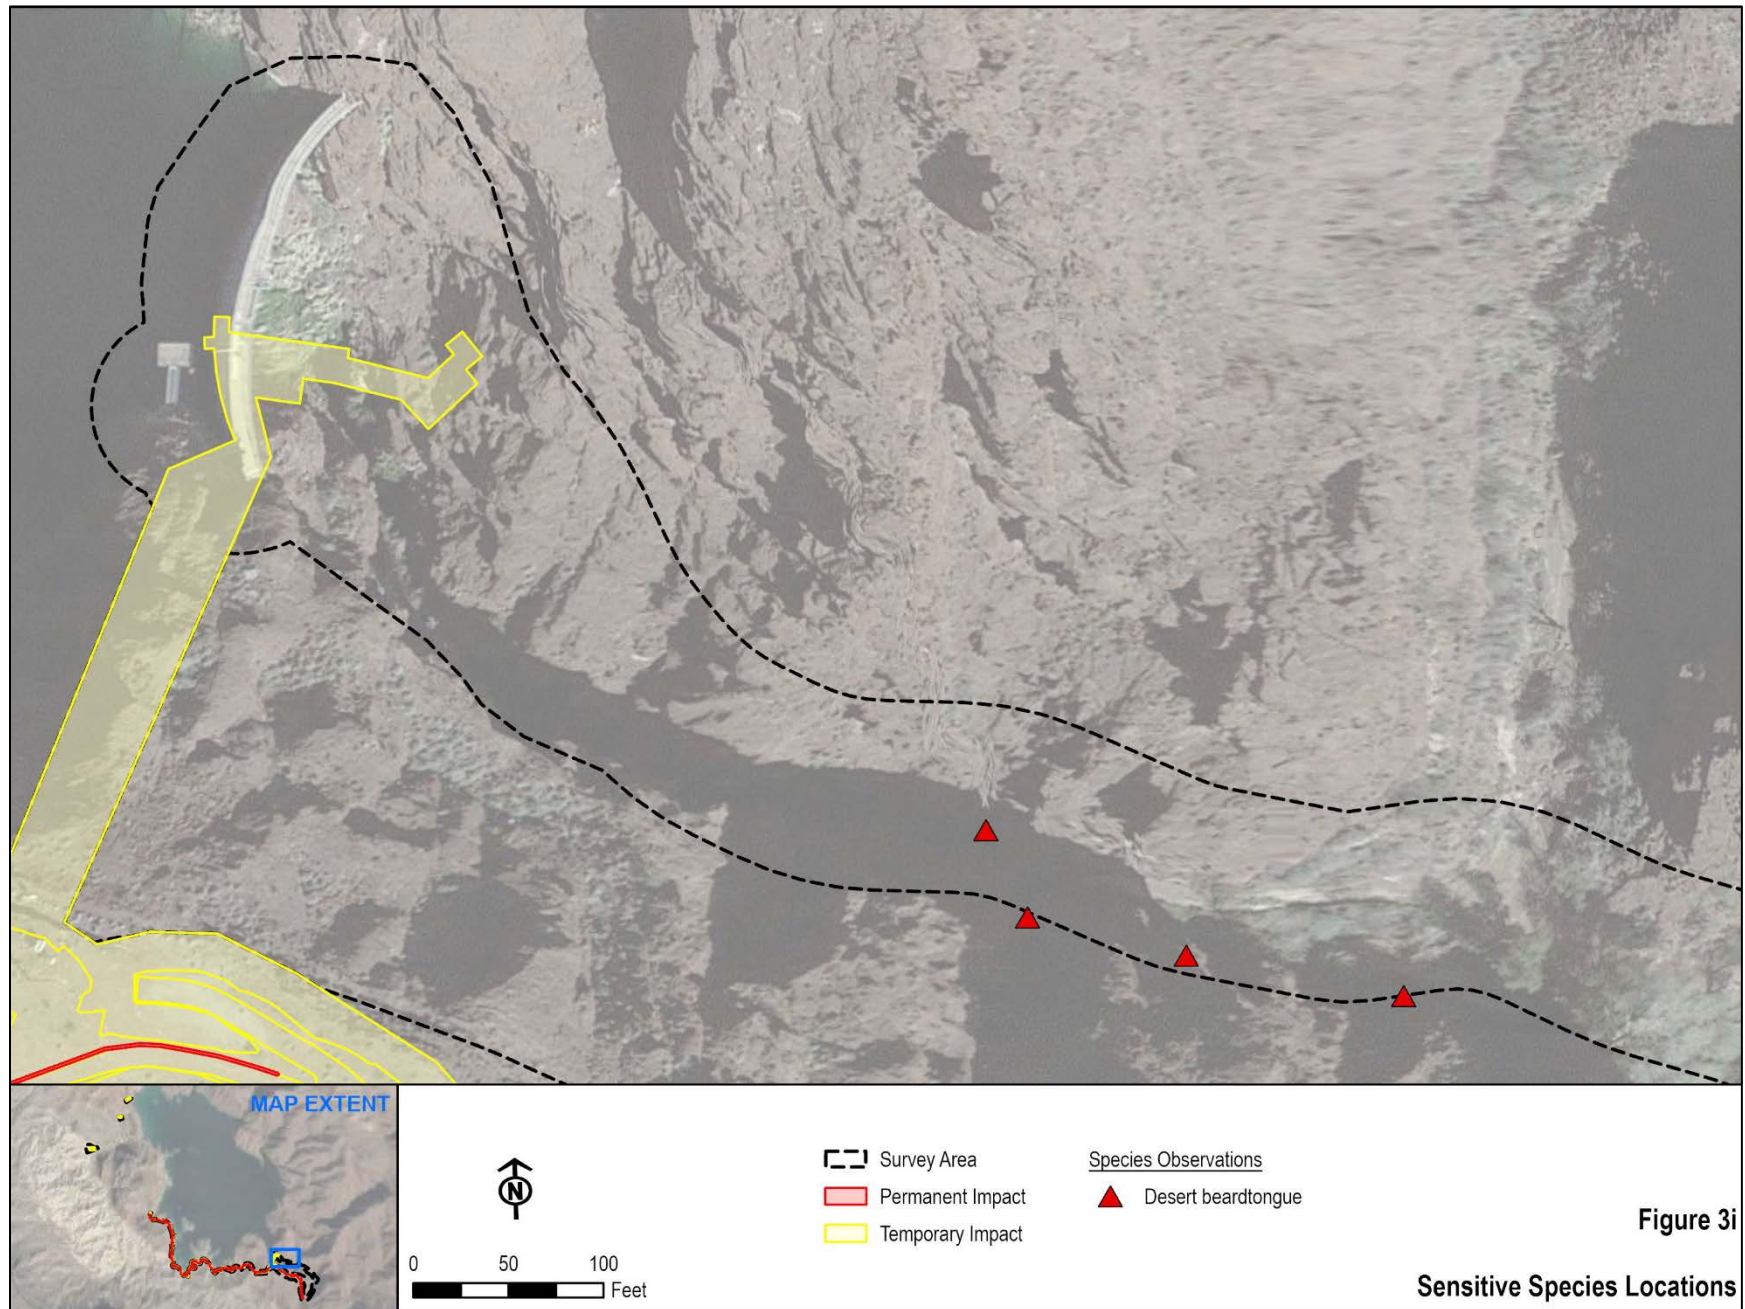 MAP EXTENT
N
0 50 100
Feet
Survey Area
Permanent Impact
Temporary Impact
Species Observations
Desert beardtongue
Figure 3i
Sensitive Species Locations